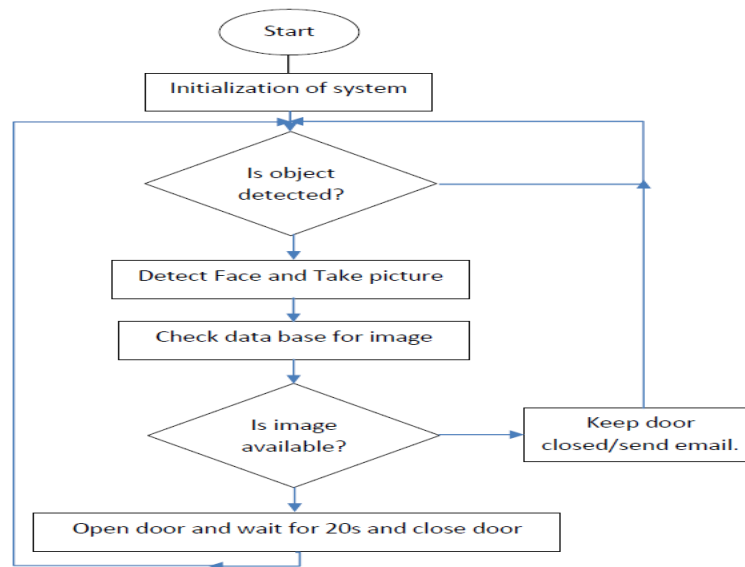 Start
Initialization of system
Is object
detected?
Detect Face and Take picture
Check data base for image
Is image
available?
Keep door
closed/send email.
Open door and wait for 20s and close door